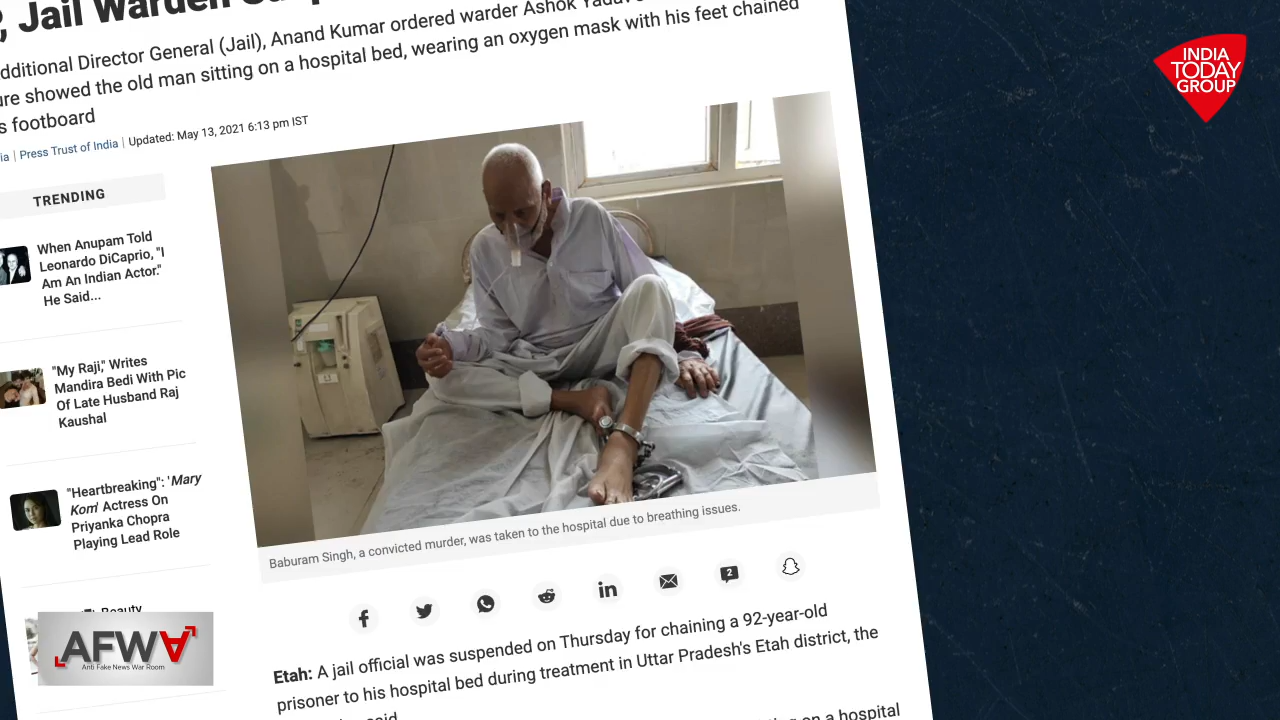 Jail Warden
dditional Director General (Jail), Anand Kumar ordered warder Ashok
ure showed the old man sitting on a hospital bed, wearing an oxygen mask with his feet chained
s footboard
ia | Press Trust of India | Updated: May 13, 2021 6:13 pm IST
TRENDING
When Anupam Told
Leonardo DiCaprio, "I
Am An Indian Actor."
He Said...
"My Raji," Writes
Mandira Bedi With Pic
Of Late Husband Raj
Kaushal
"Heartbreaking": 'Mary
Kom' Actress On
Priyanka Chopra
Playing Lead Role
Beauty
Baburam Singh, a convicted murder, was taken to the hospital due to breathing issues.
2
Etah: A jail official was suspended on Thursday for chaining a 92-year-old
prisoner to his hospital bed during treatment in Uttar Pradesh's Etah district, the
said
on a hospital
INDIA
TODAY
GROUP
AFWA
Anti Fake News War Room